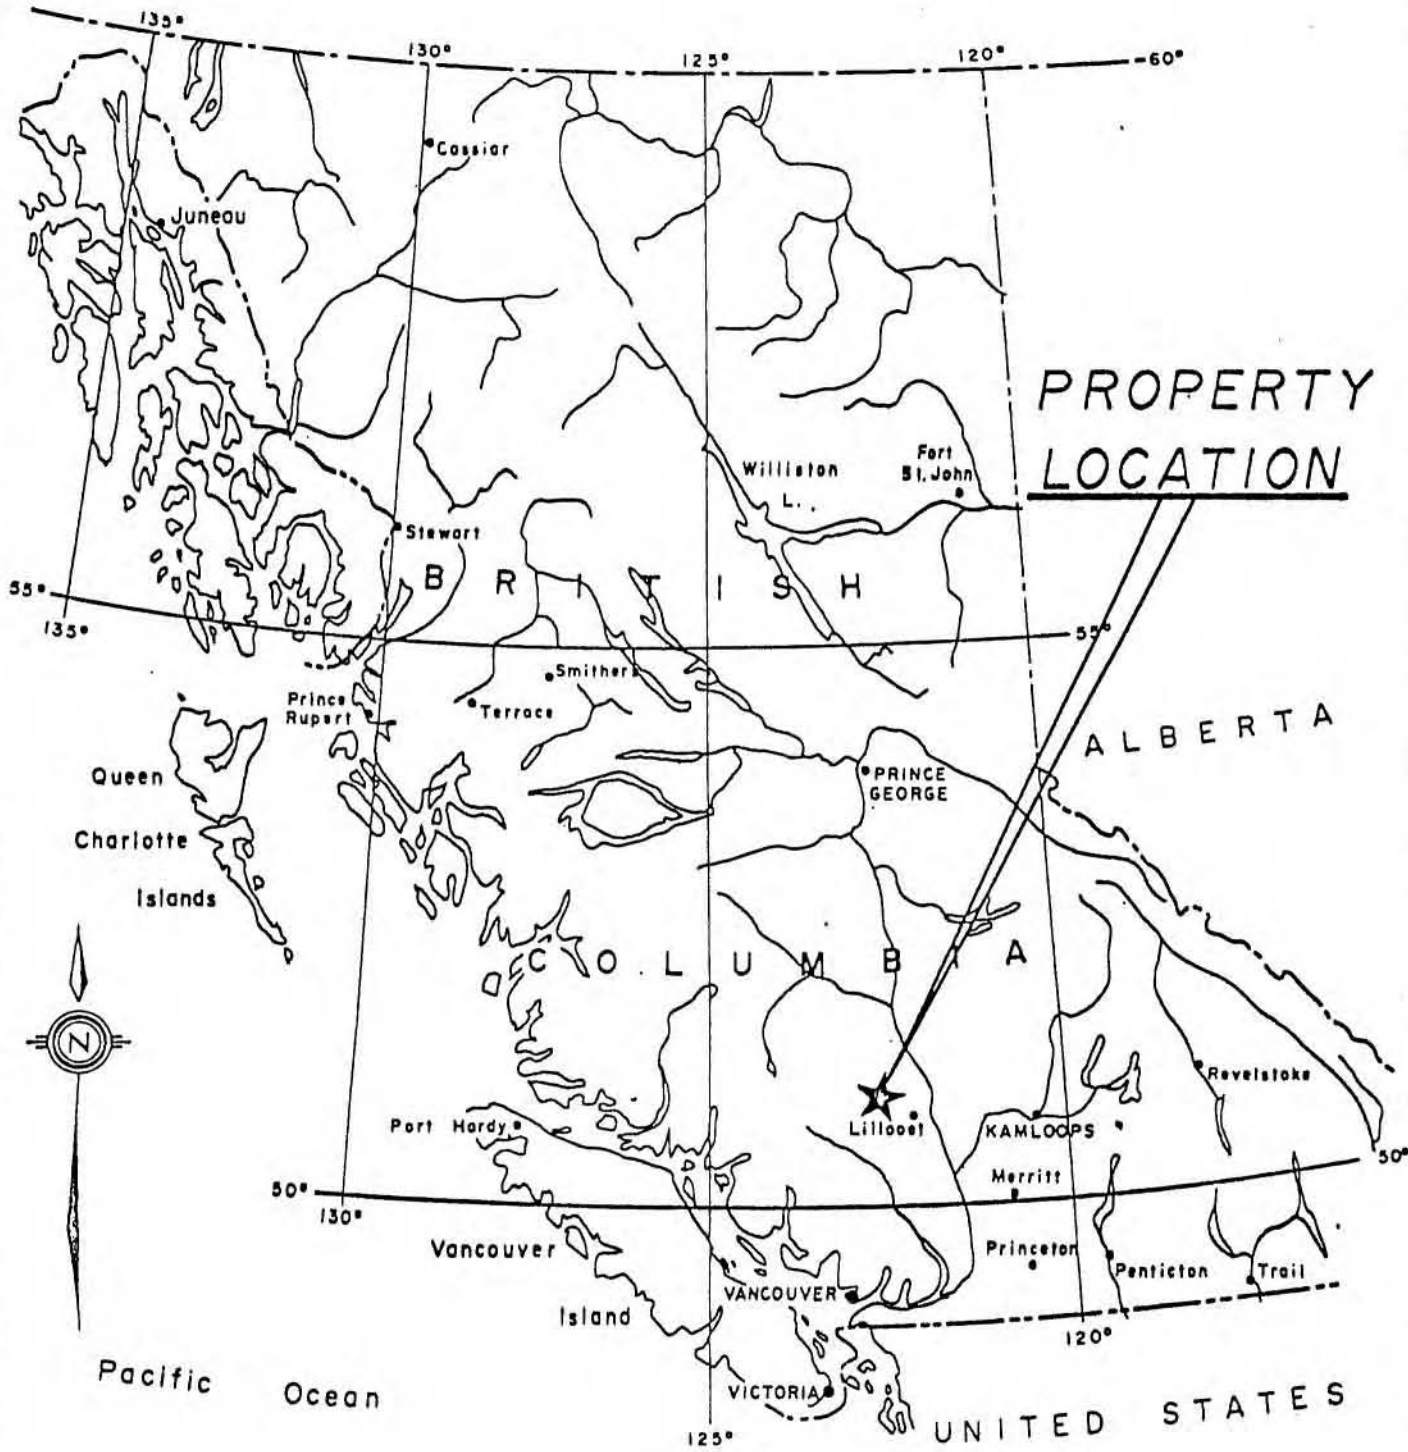 135°
130°
125°
120°
60°
Cassiar
Juneau
PROPERTY
LOCATION
Williston
L.
Fort
St. John
Stewart
BRITISH
55°
135°
55°
Smithers
Terrace
Prince
Rupert
ALBERTA
PRINCE
GEORGE
Queen
Charlotte
Islands
COLUMBIA
N
Revelstoke
Port Hardy
Lillooet
KAMLOOPS
Merritt
50°
50°
130°
Vancouver
Island
Princeton
Penticton
Trail
VANCOUVER
120°
Pacific Ocean
VICTORIA
UNITED STATES
125°